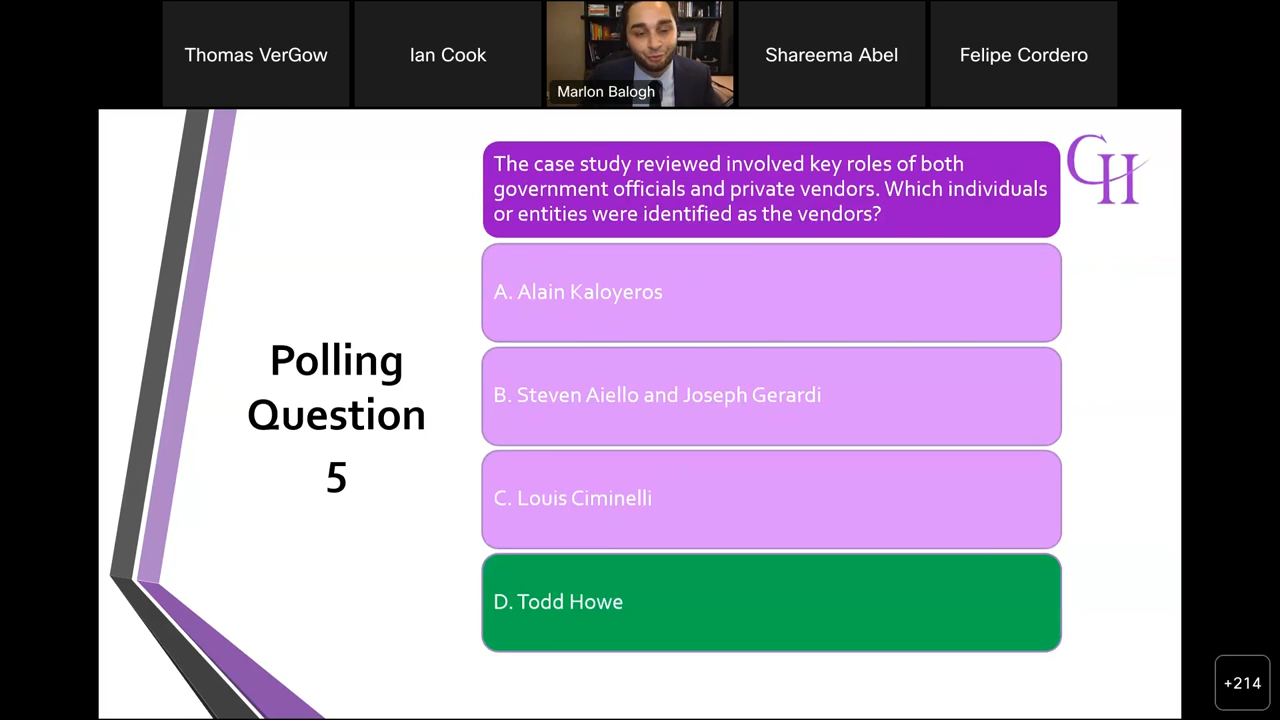 Thomas VerGow
Ian Cook
Marlon Balogh
Shareema Abel
Felipe Cordero
CH
Polling
Question
5
The case study reviewed involved key roles of both
government officials and private vendors. Which individuals
or entities were identified as the vendors?
A. Alain Kaloyeros
B. Steven Aiello and Joseph Gerardi
C. Louis Ciminelli
D. Todd Howe
+214